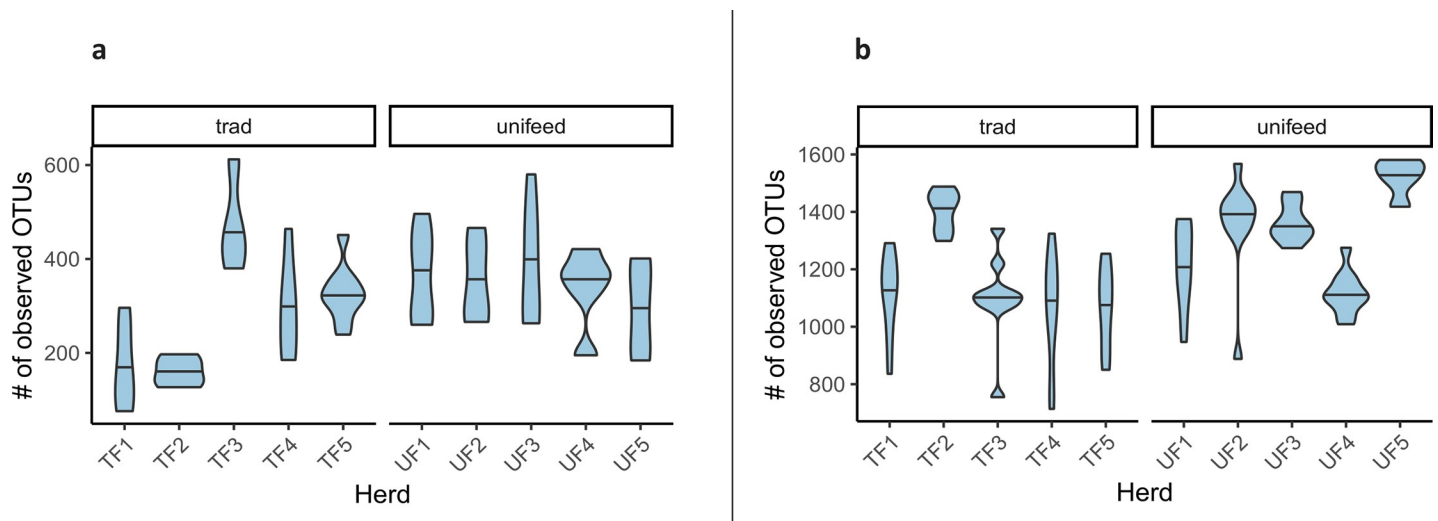 a
trad
unifeed
# of observed OTUs
600
400
200
TF1
TF2
TF3
TF4
TF5
UF1
UF2
UF3
UF4
UF5
Herd
b
trad
unifeed
# of observed OTUs
1600
1400
1200
1000
800
TF1
TF2
TF3
TF4
TF5
UF1
UF2
UF3
UF4
UF5
Herd